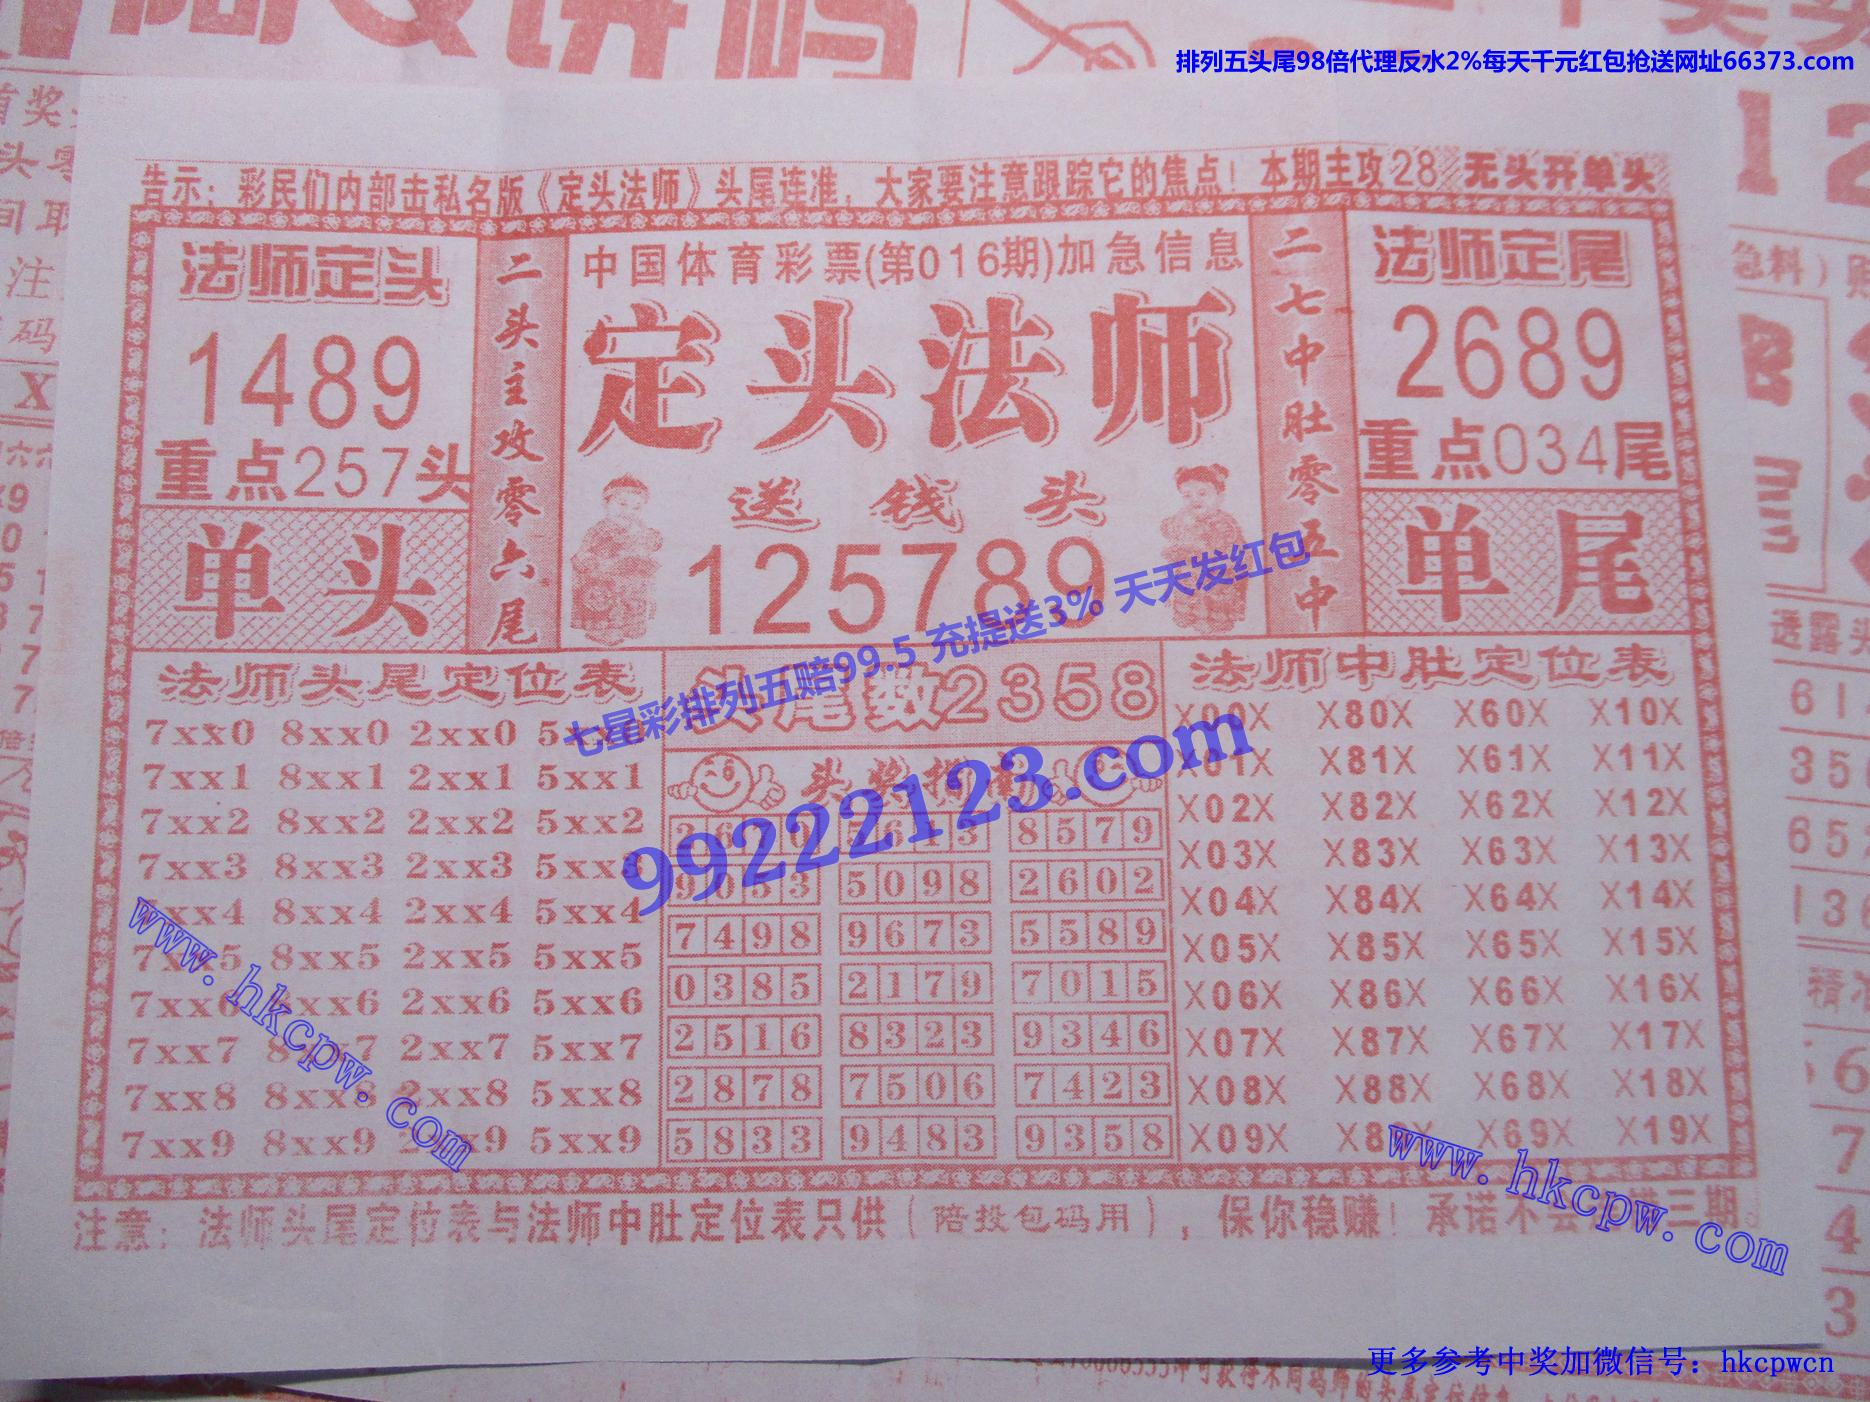 排列五头尾98倍代理反水2%每天千元红包抢送网址66373.com
告示：彩民们内部击私名版《定头法师》头尾连准，大家要注意跟踪它的焦点！本期主攻28 无头开单头
法师定头
1489
重点257头
单头
二头主攻零六尾
中国体育彩票(第016期)加急信息
定头法师
送钱头
125789
二七中肚零五中
法师定尾
2689
重点034尾
单尾
七星彩排列五赔99.5 充提送3% 天天发红包
99222123.com
法师头尾定位表
7xx0 8xx0 2xx0
7xx1 8xx1 2xx1 5xx1
7xx2 8xx2 2xx2 5xx2
7xx3 8xx3 2xx3 5xx3
8xx4 2xx4 5xx4
7xx5 8xx5 2xx5 5xx5
7xx6 2xx6 5xx6
7xx7 2xx7 5xx7
7xx8 8xx8 2xx8 5xx8
7xx9 8xx9 5xx9
尾数2358
5643 8579
9053 5098 2602
7498 9673 5589
0385 2179 7015
2516 8323 9346
2878 7506 7423
5833 9483 9358
法师中肚定位表
X00X X80X X60X X10X
X01X X81X X61X X11X
X02X X82X X62X X12X
X03X X83X X63X X13X
X04X X84X X64X X14X
X05X X85X X65X X15X
X06X X86X X66X X16X
X07X X87X X67X X17X
X08X X88X X68X X18X
X09X X69X X19X
www.hkcpw.com
www.hkcpw.com
注意：法师头尾定位表与法师中肚定位表只供（陪投包码用），保你稳赚！承诺不会三期。
更多参考中奖加微信号：hkcpwcn